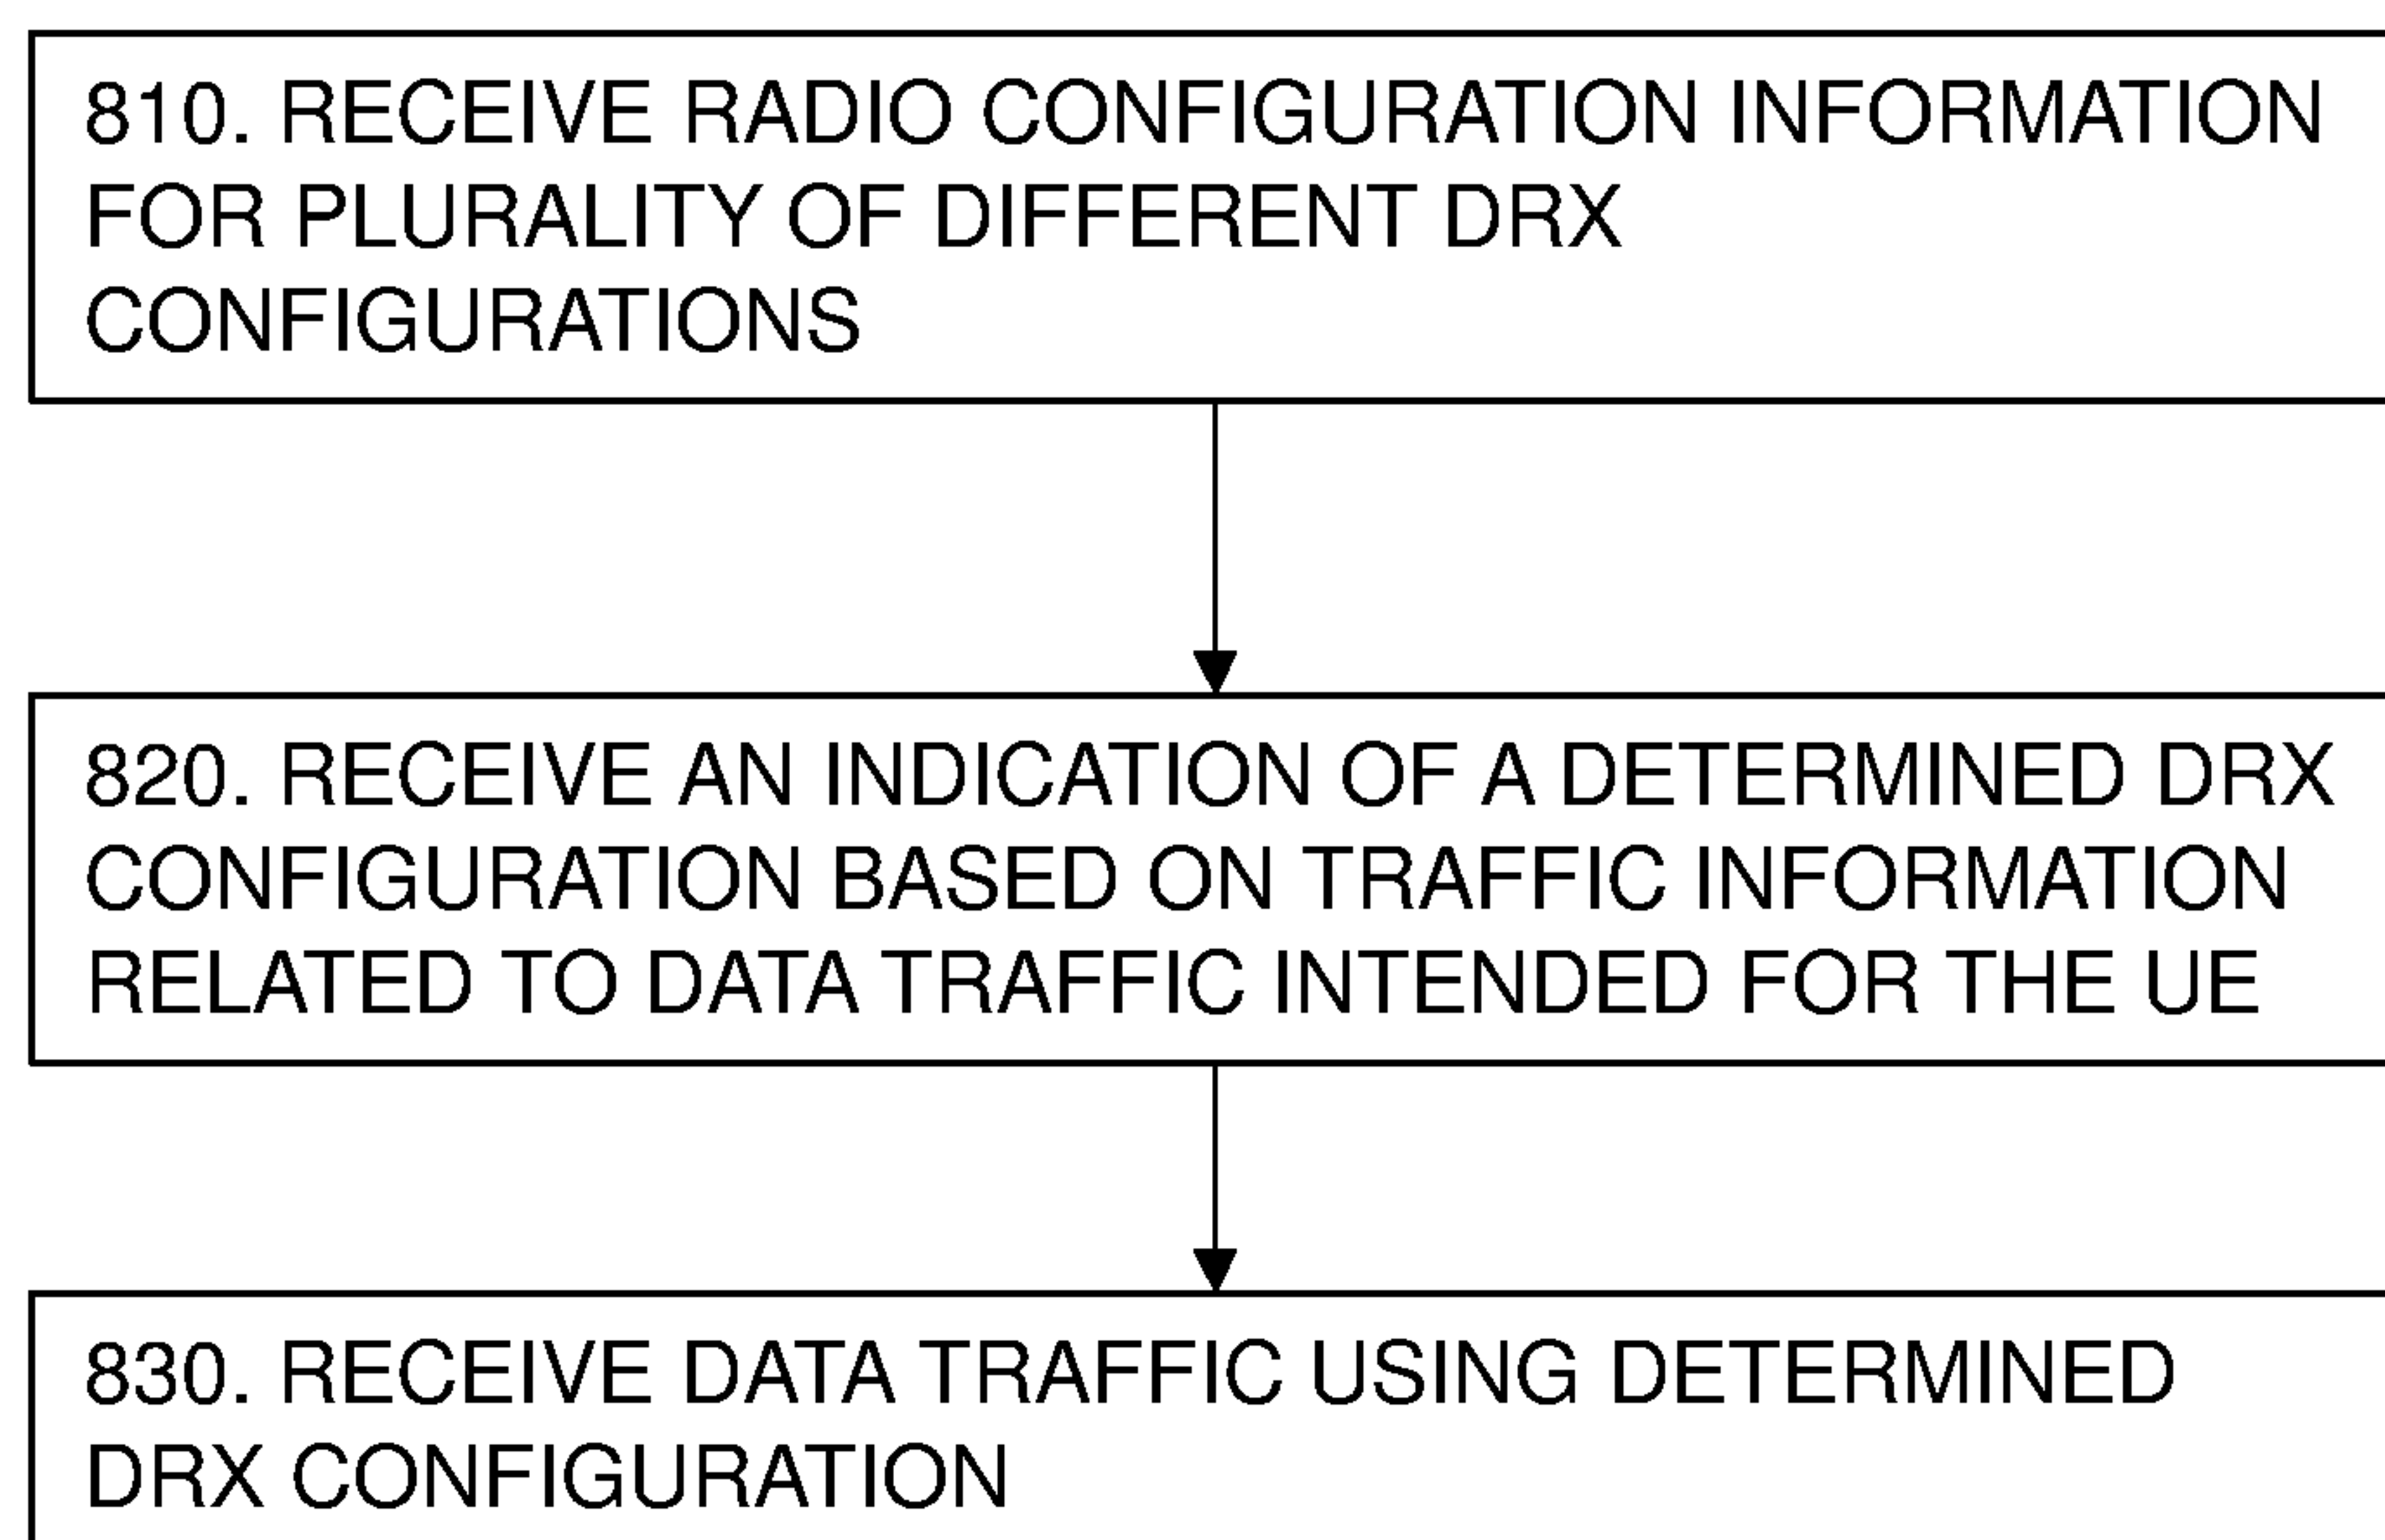 810. RECEIVE RADIO CONFIGURATION INFORMATION
FOR PLURALITY OF DIFFERENT DRX
CONFIGURATIONS
820. RECEIVE AN INDICATION OF A DETERMINED DRX
CONFIGURATION BASED ON TRAFFIC INFORMATION
RELATED TO DATA TRAFFIC INTENDED FOR THE UE
830. RECEIVE DATA TRAFFIC USING DETERMINED
DRX CONFIGURATION